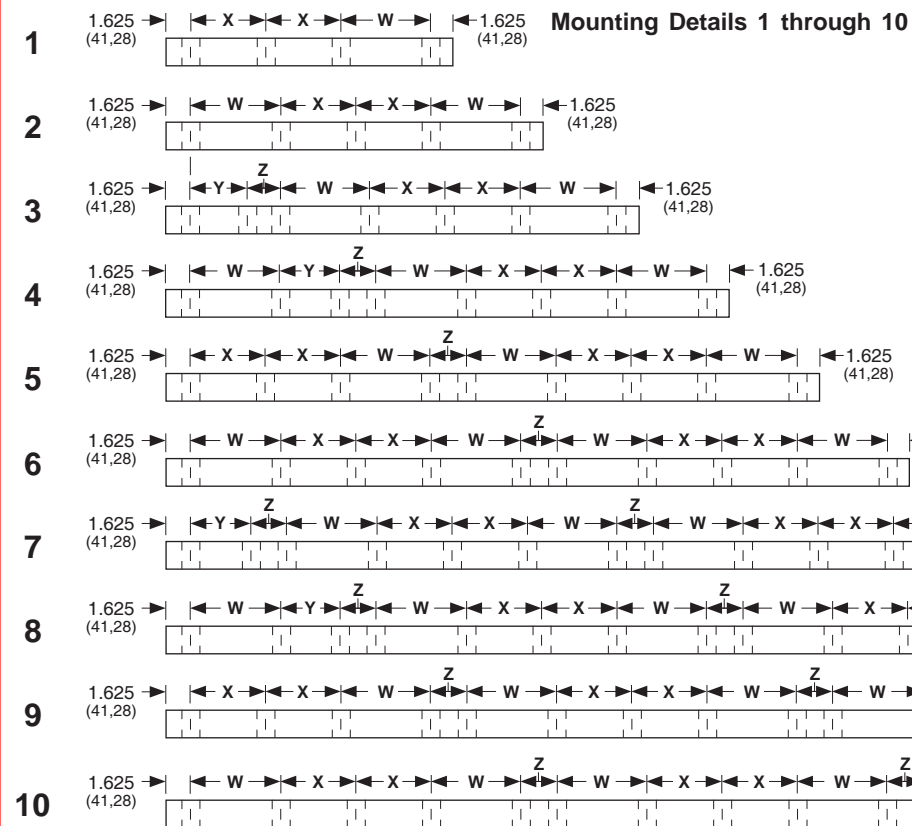 Mounting Details 1 through 10
1 1.625 (41,28) X X W 1.625 (41,28)
2 1.625 (41,28) W X X W 1.625 (41,28)
3 1.625 (41,28) Y Z W X X W 1.625 (41,28)
4 1.625 (41,28) W Y Z W X X W 1.625 (41,28)
5 1.625 (41,28) X X W Z W X X W 1.625 (41,28)
6 1.625 (41,28) W X X W Z W X X W
7 1.625 (41,28) Y Z W X X W Z W X X
8 1.625 (41,28) W Y Z W X X W Z W X
9 1.625 (41,28) X X W Z W X X W Z W
10 1.625 (41,28) W X X W Z W X X W Z